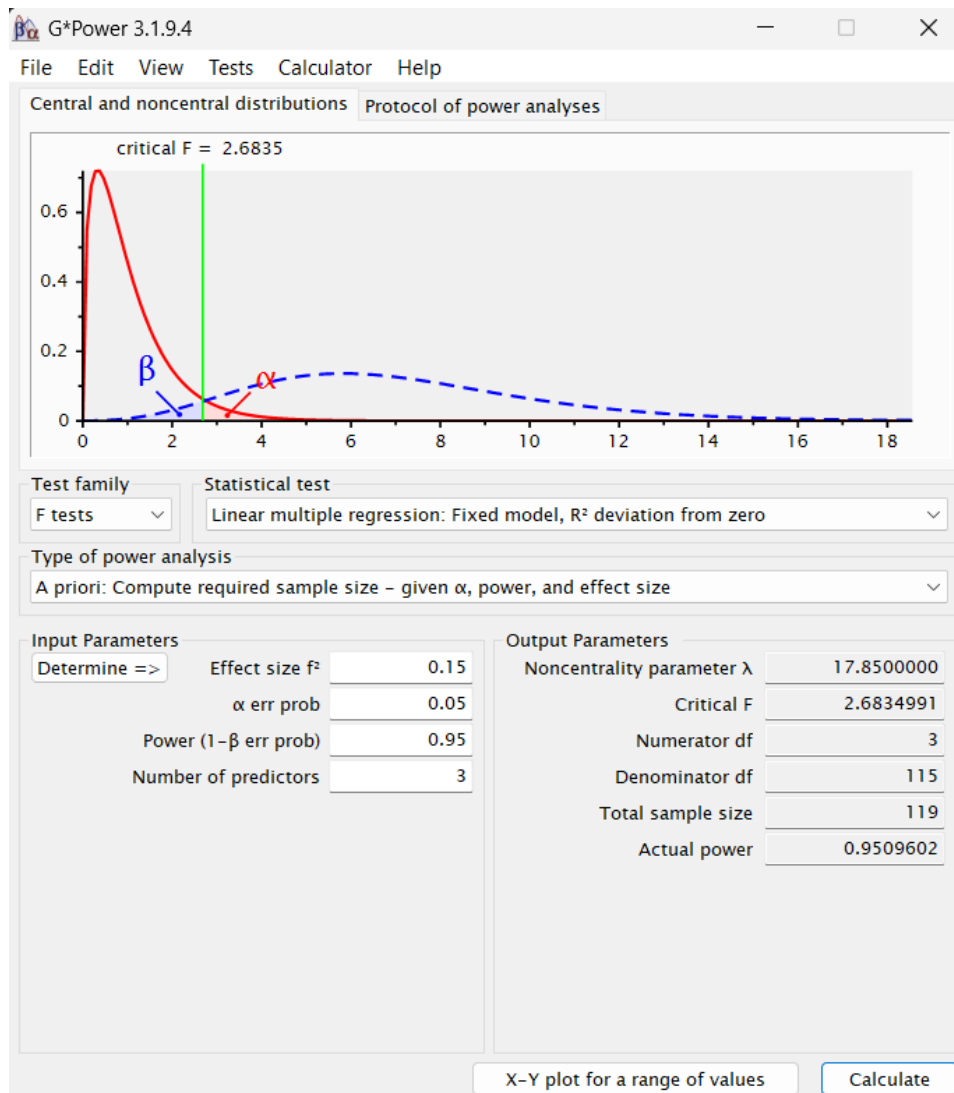 G*Power 3.1.9.4
File Edit View Tests Calculator Help
Central and noncentral distributions Protocol of power analyses
critical F = 2.6835
0.6
0.4
0.2
0
β α
0 2 4 6 8 10 12 14 16 18
Test family Statistical test
F tests Linear multiple regression: Fixed model, R² deviation from zero
Type of power analysis
A priori: Compute required sample size – given α, power, and effect size
Input Parameters Output Parameters
Determine => Effect size f² 0.15 Noncentrality parameter λ 17.8500000
α err prob 0.05 Critical F 2.6834991
Power (1-β err prob) 0.95 Numerator df 3
Number of predictors 3 Denominator df 115
Total sample size 119
Actual power 0.9509602
X-Y plot for a range of values Calculate